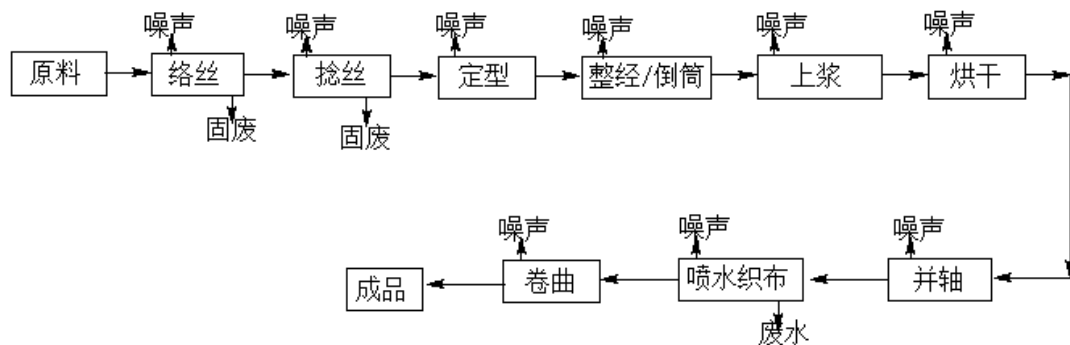 噪声 噪声 噪声 噪声 噪声 噪声
原料 络丝 捻丝 定型 整经/倒筒 上浆 烘干
固废 固废
噪声 噪声 噪声
成品 卷曲 喷水织布 并轴
废水